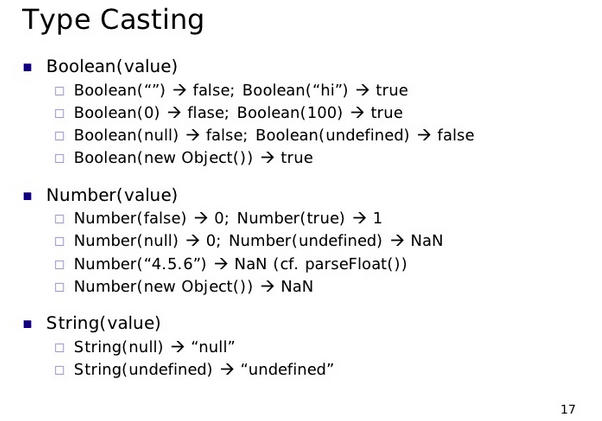 Type Casting
■ Boolean(value)
□ Boolean(“”) → false; Boolean(“hi”) → true
□ Boolean(0) → flase; Boolean(100) → true
□ Boolean(null) → false; Boolean(undefined) → false
□ Boolean(new Object()) → true
■ Number(value)
□ Number(false) → 0; Number(true) → 1
□ Number(null) → 0; Number(undefined) → NaN
□ Number(“4.5.6”) → NaN (cf. parseFloat())
□ Number(new Object()) → NaN
■ String(value)
□ String(null) → “null”
□ String(undefined) → “undefined”
17